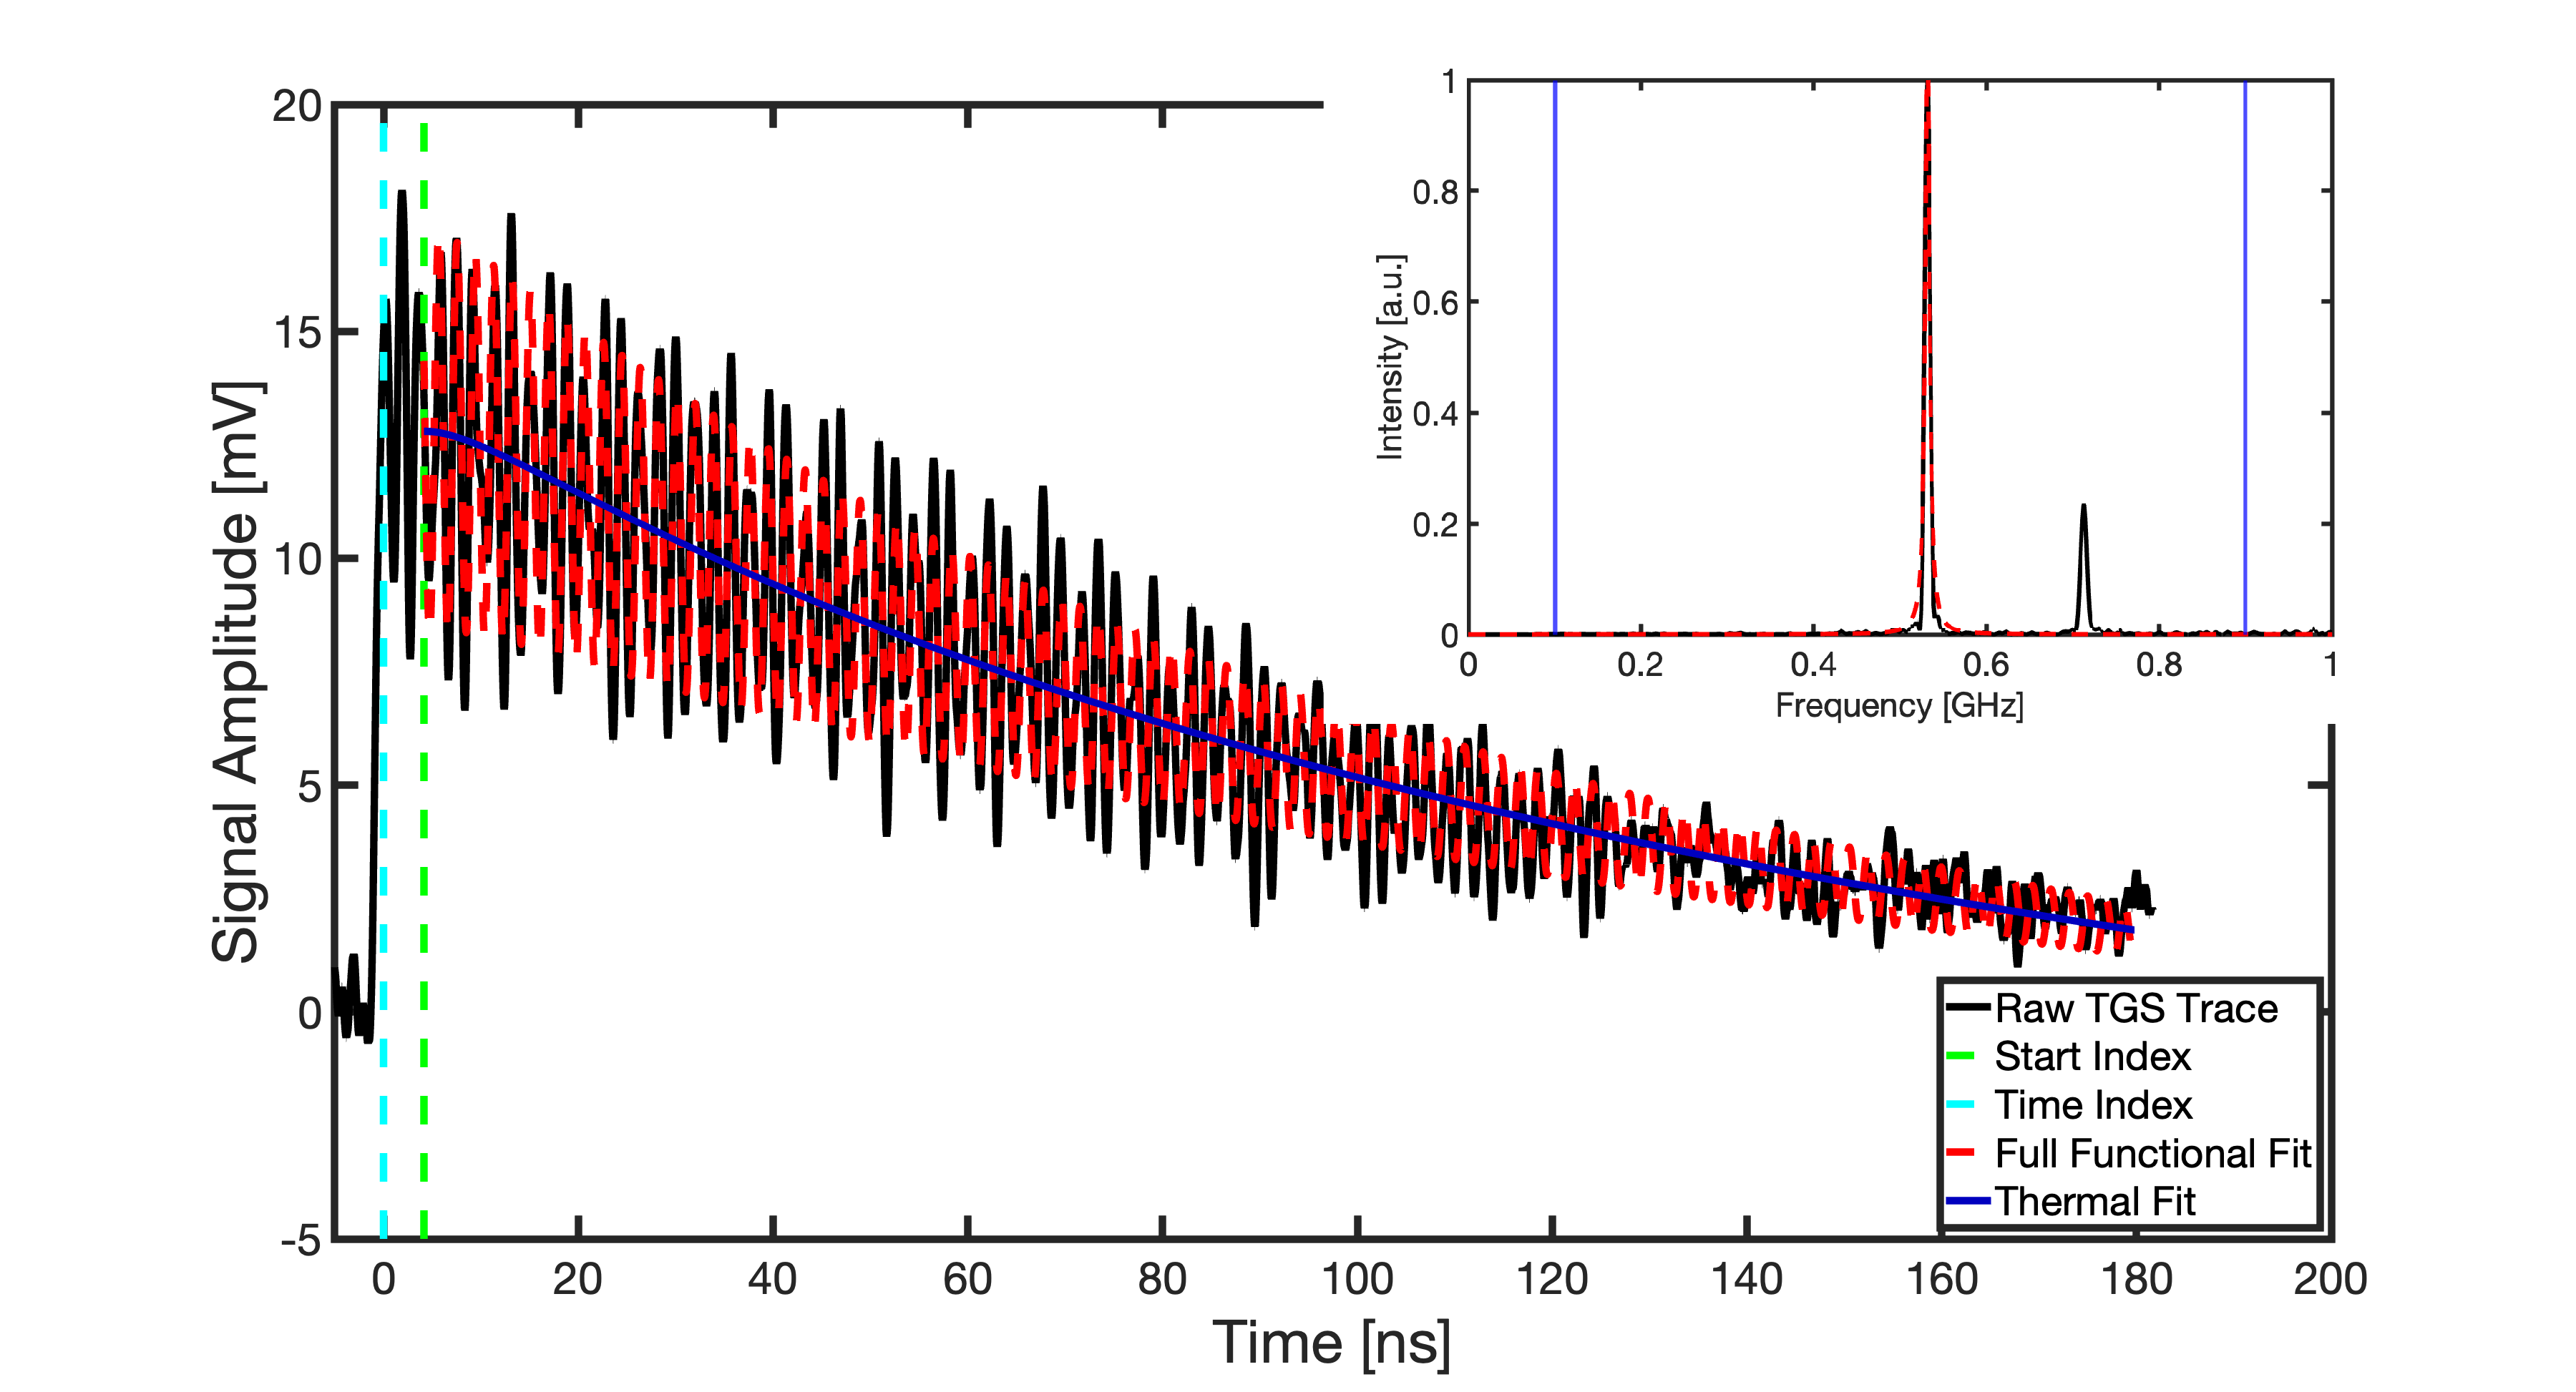 20
15
10
5
0
-5
Signal Amplitude [mV]
0 20 40 60 80 100 120 140 160 180 200
Time [ns]
1
0.8
0.6
0.4
0.2
0
Intensity [a.u.]
0 0.2 0.4 0.6 0.8 1
Frequency [GHz]
Raw TGS Trace
Start Index
Time Index
Full Functional Fit
Thermal Fit